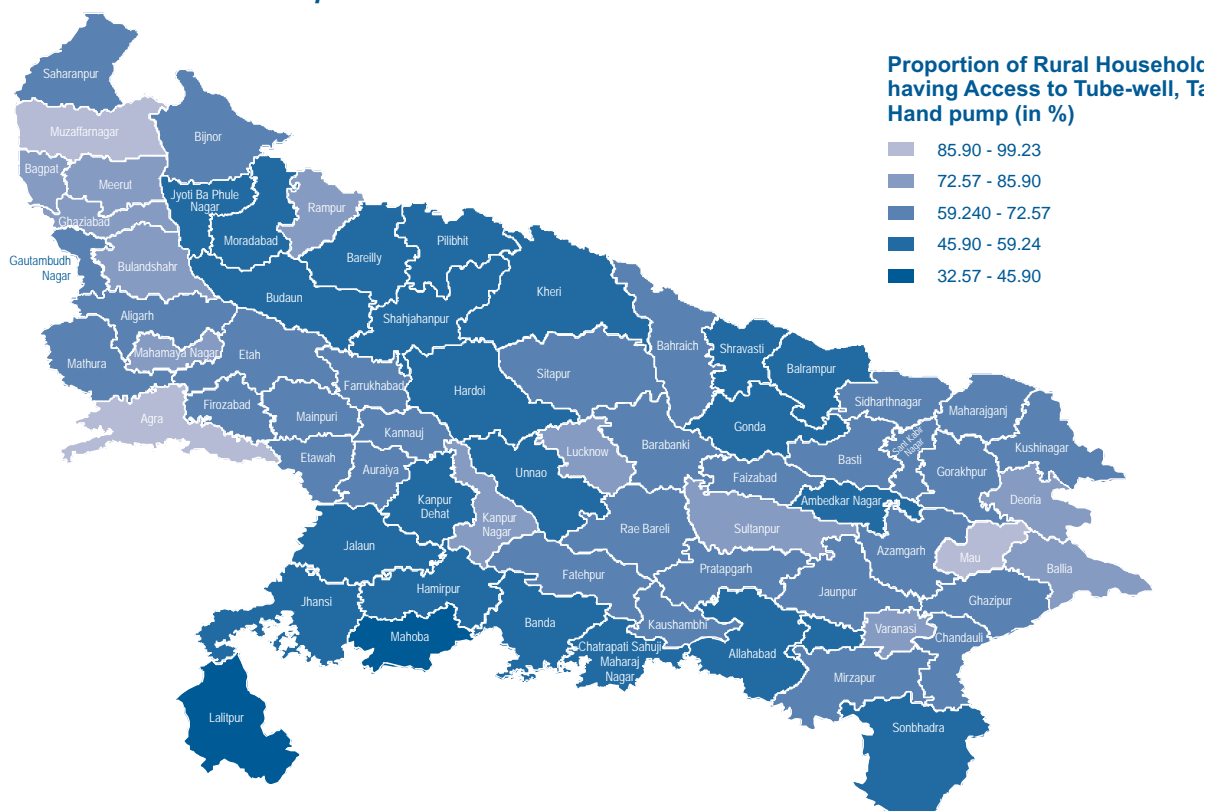 Proportion of Rural Household
having Access to Tube-well, Ta
Hand pump (in %)
85.90 - 99.23
72.57 - 85.90
59.240 - 72.57
45.90 - 59.24
32.57 - 45.90
Saharanpur
Muzaffarnagar
Bijnor
Bagpat
Meerut
Jyoti Ba Phule
Nagar
Rampur
Ghaziabad
Moradabad
Pilibhit
Bareilly
Gautambudh
Nagar
Bulandshahr
Budaun
Kheri
Shahjahanpur
Aligarh
Mahamaya Nagar
Etah
Mathura
Bahraich
Shravasti
Balrampur
Sitapur
Farrukhabad
Hardoi
Firozabad
Sidharthnagar
Maharajganj
Agra
Mainpuri
Gonda
Kannauj
Barabanki
Sant Kabir
Nagar
Kushinagar
Lucknow
Etawah
Auraiya
Unnao
Basti
Gorakhpur
Faizabad
Kanpur
Dehat
Ambedkar Nagar
Deoria
Kanpur
Nagar
Rae Bareli
Sultanpur
Jalaun
Azamgarh
Mau
Ballia
Fatehpur
Pratapgarh
Hamirpur
Jaunpur
Ghazipur
Jhansi
Banda
Kaushambhi
Varanasi
Mahoba
Chandauli
Chatrapati Sahuji
Maharaj
Nagar
Allahabad
Mirzapur
Lalitpur
Sonbhadra